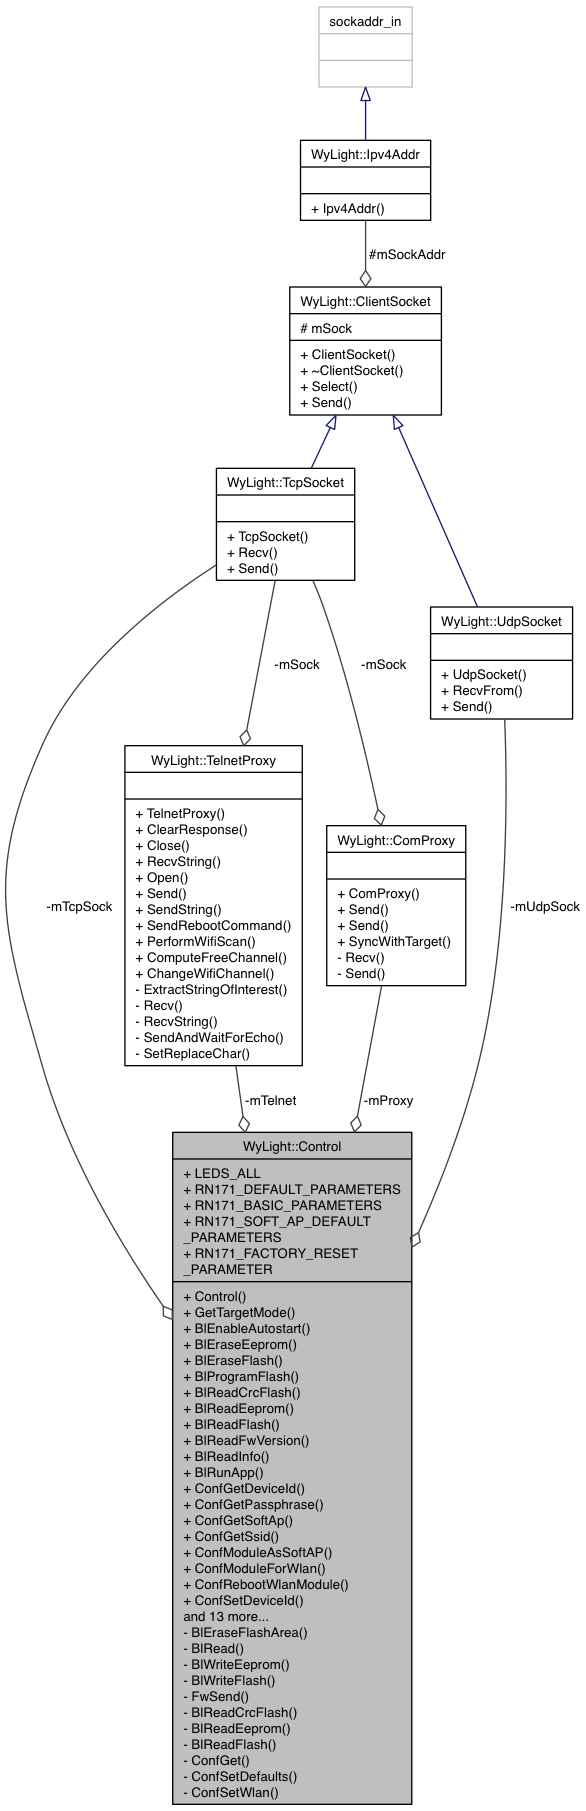 sockaddr_in
WyLight::Ipv4Addr
+ Ipv4Addr()
#mSockAddr
WyLight::ClientSocket
# mSock
+ ClientSocket()
+ ~ClientSocket()
+ Select()
+ Send()
WyLight::TcpSocket
+ TcpSocket()
+ Recv()
+ Send()
WyLight::UdpSocket
+ UdpSocket()
+ RecvFrom()
+ Send()
-mSock
-mSock
WyLight::TelnetProxy
+ TelnetProxy()
+ ClearResponse()
+ Close()
+ RecvString()
+ Open()
+ Send()
+ SendString()
+ SendRebootCommand()
+ PerformWifiScan()
+ ComputeFreeChannel()
+ ChangeWifiChannel()
- ExtractStringOfInterest()
- Recv()
- RecvString()
- SendAndWaitForEcho()
- SetReplaceChar()
WyLight::ComProxy
+ ComProxy()
+ Send()
+ Send()
+ SyncWithTarget()
- Recv()
- Send()
-mTcpSock
-mUdpSock
-mTelnet
-mProxy
WyLight::Control
+ LEDS_ALL
+ RN171_DEFAULT_PARAMETERS
+ RN171_BASIC_PARAMETERS
+ RN171_SOFT_AP_DEFAULT
_PARAMETERS
+ RN171_FACTORY_RESET
_PARAMETER
+ Control()
+ GetTargetMode()
+ BlEnableAutostart()
+ BlEraseEeprom()
+ BlEraseFlash()
+ BlProgramFlash()
+ BlReadCrcFlash()
+ BlReadEeprom()
+ BlReadFlash()
+ BlReadFwVersion()
+ BlReadInfo()
+ BlRunApp()
+ ConfGetDeviceId()
+ ConfGetPassphrase()
+ ConfGetSoftAp()
+ ConfGetSsid()
+ ConfModuleAsSoftAP()
+ ConfModuleForWlan()
+ ConfRebootWlanModule()
+ ConfSetDeviceId()
and 13 more...
- BlEraseFlashArea()
- BlRead()
- BlWriteEeprom()
- BlWriteFlash()
- FwSend()
- BlReadCrcFlash()
- BlReadEeprom()
- BlReadFlash()
- ConfGet()
- ConfSetDefaults()
- ConfSetWlan()